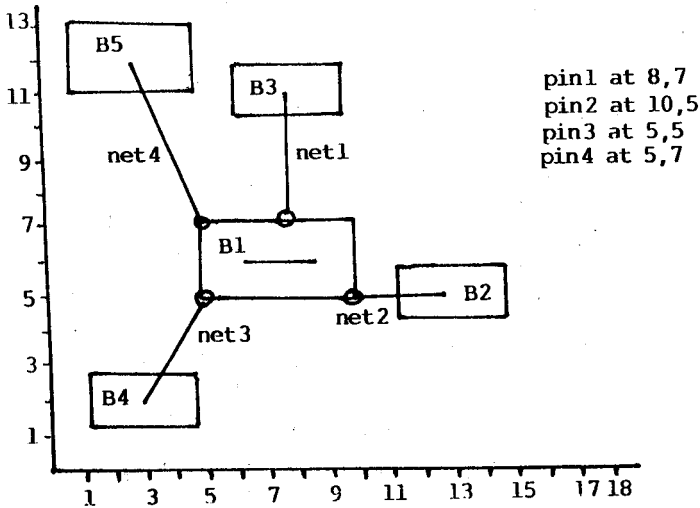 13
B5
B3
pin1 at 8,7
11
pin2 at 10,5
pin3 at 5,5
net4
net1
pin4 at 5,7
9
7
B1
5
B2
net2
net3
3
B4
1
1 3 5 7 9 11 13 15 17 18